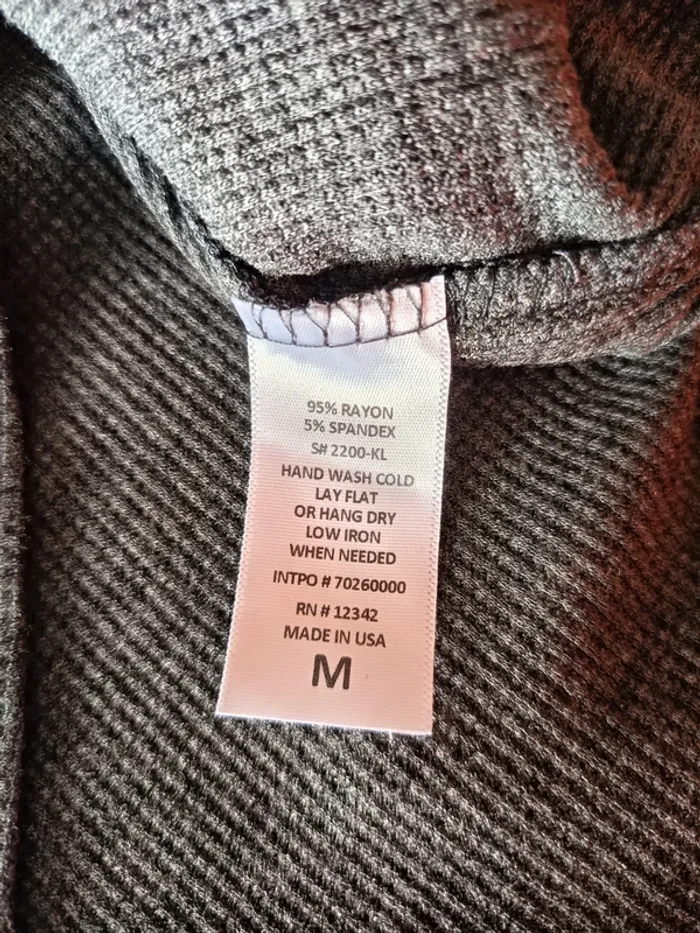 95% RAYON
5% SPANDEX
S# 2200-KL
HAND WASH COLD
LAY FLAT
OR HANG DRY
LOW IRON
WHEN NEEDED
INTPO # 70260000
RN # 12342
MADE IN USA
M